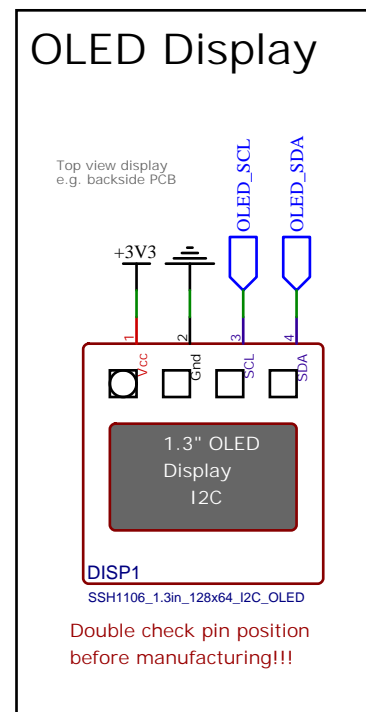 OLED Display
Top view display
e.g. backside PCB
OLED_SCL
OLED_SDA
+3V3
1
2
3
4
Vcc
Gnd
SCL
SDA
1.3" OLED
Display
I2C
DISP1
SSH1106_1.3in_128x64_I2C_OLED
Double check pin position
before manufacturing!!!